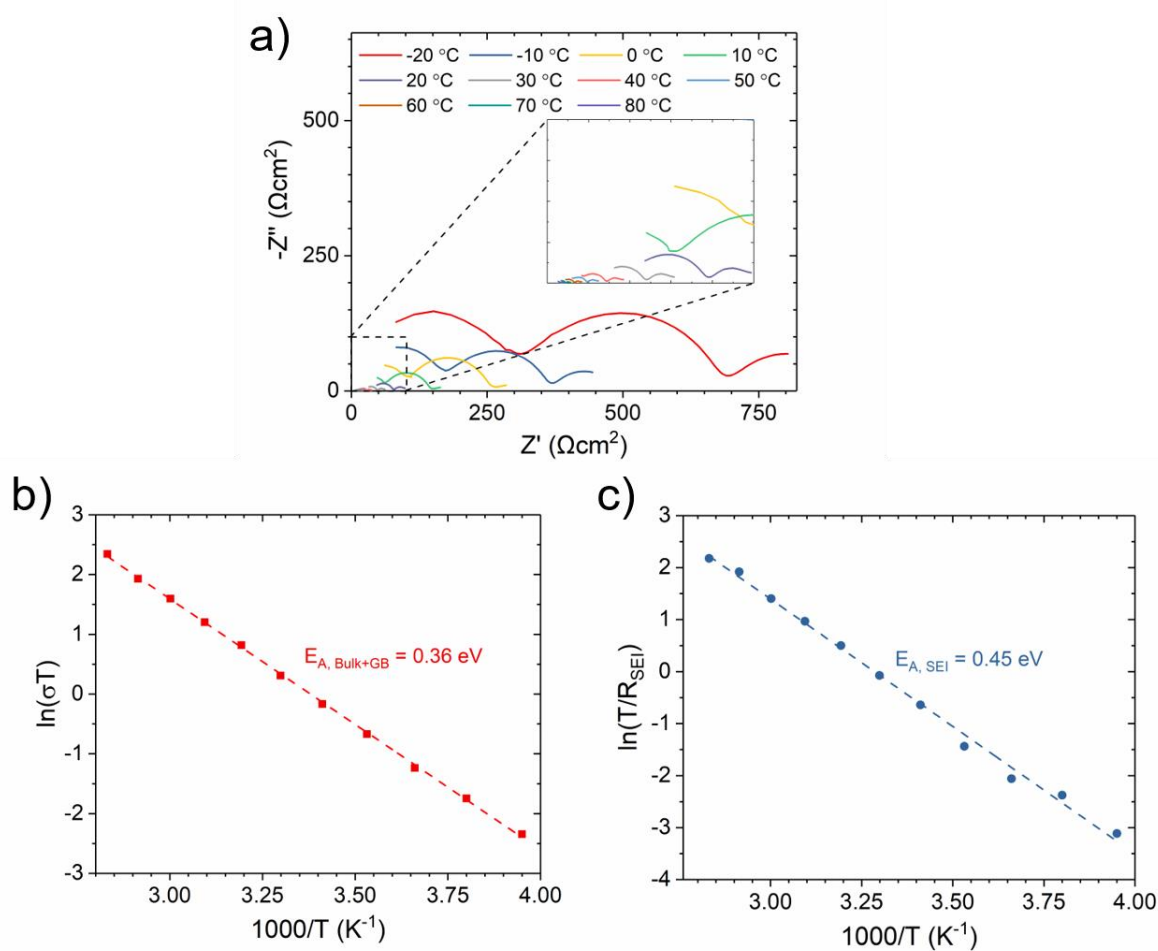 a)
-20 °C -10 °C 0 °C 10 °C
20 °C 30 °C 40 °C 50 °C
60 °C 70 °C 80 °C
500
250
0
-Z'' (Ωcm²)
0 250 500 750
Z' (Ωcm²)
b)
3
2
1
0
-1
-2
-3
ln(σT)
E_A, Bulk+GB = 0.36 eV
3.00 3.25 3.50 3.75 4.00
1000/T (K⁻¹)
c)
3
2
1
0
-1
-2
-3
-4
ln(T/R_SEI)
E_A, SEI = 0.45 eV
3.00 3.25 3.50 3.75 4.00
1000/T (K⁻¹)